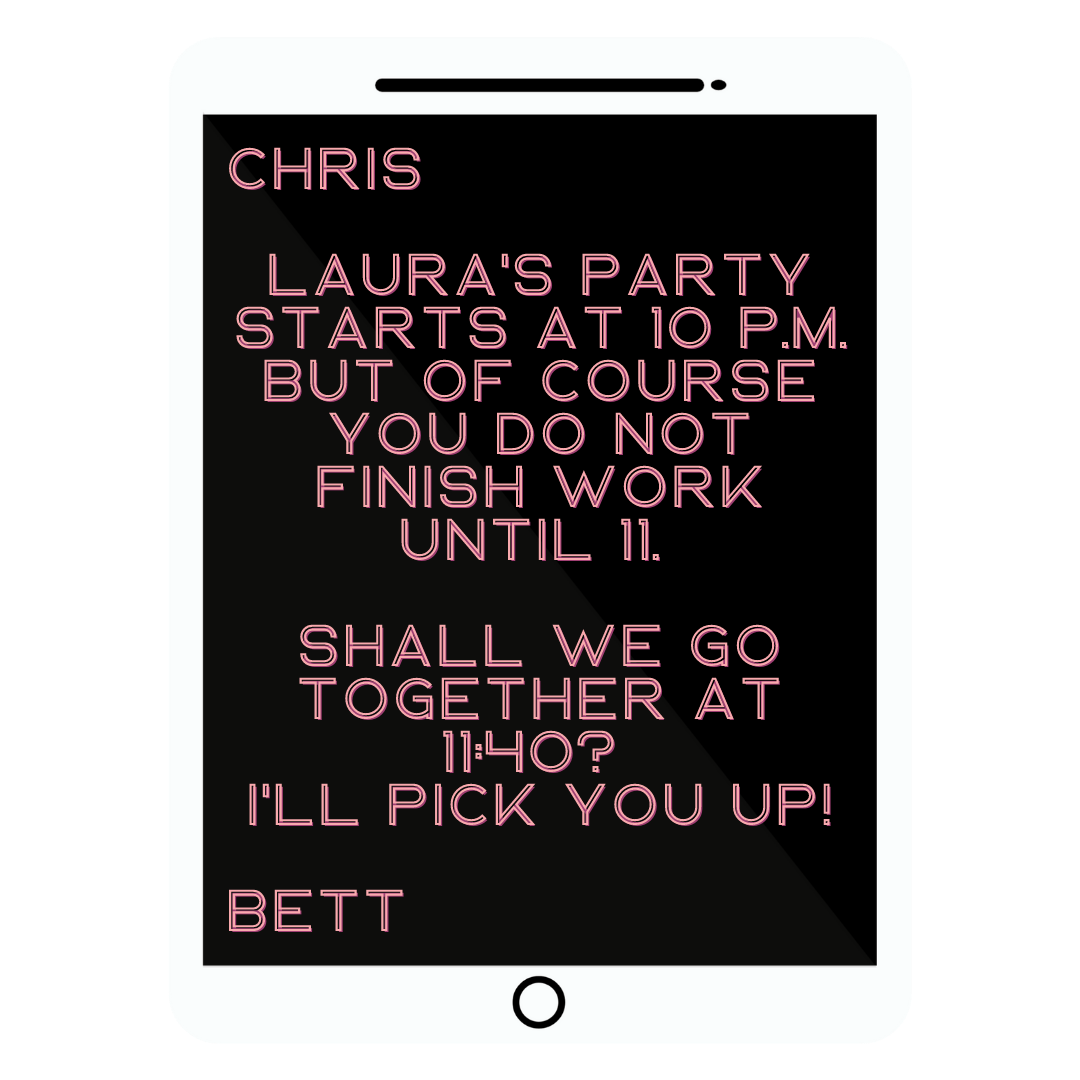 CHRIS
LAURA'S PARTY
STARTS AT 10 P.M.
BUT OF COURSE
YOU DO NOT
FINISH WORK
UNTIL 11.
SHALL WE GO
TOGETHER AT
11:40?
I'LL PICK YOU UP!
BETT